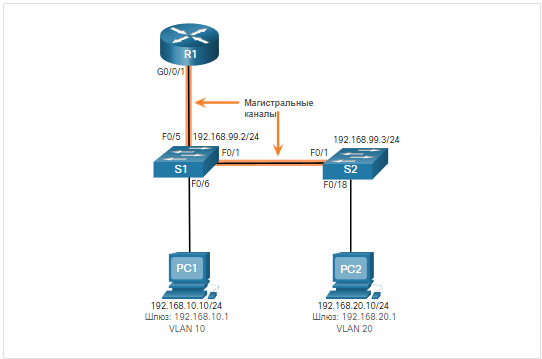 R1
G0/0/1
Магистральные
каналы
F0/5
192.168.99.2/24
192.168.99.3/24
F0/1
F0/1
S1
S2
F0/6
F0/18
PC1
PC2
192.168.10.10/24
Шлюз: 192.168.10.1
VLAN 10
192.168.20.10/24
Шлюз: 192.168.20.1
VLAN 20